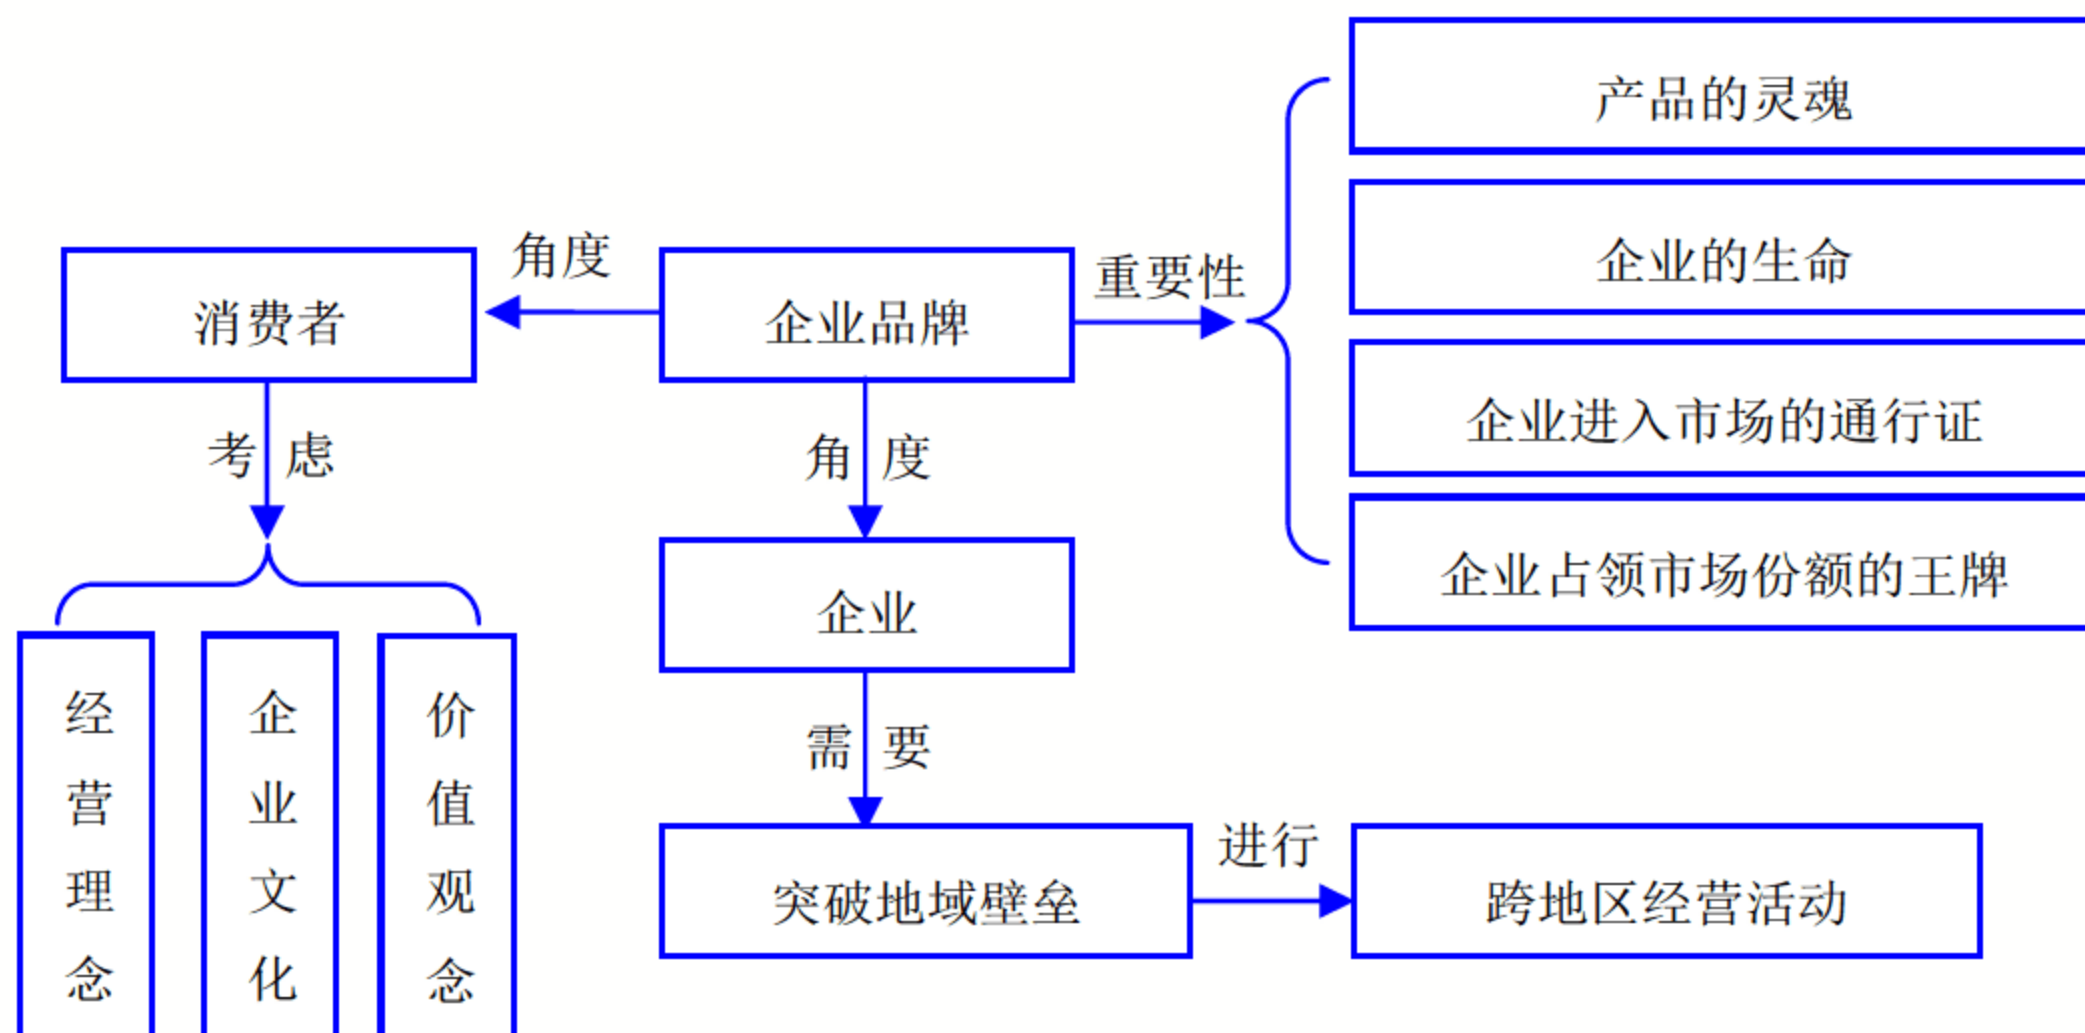 产品的灵魂
企业的生命
企业进入市场的通行证
企业占领市场份额的王牌
重要性
企业品牌
角度
消费者
考虑
经营理念
企业文化
价值观念
角度
企业
需要
突破地域壁垒
进行
跨地区经营活动